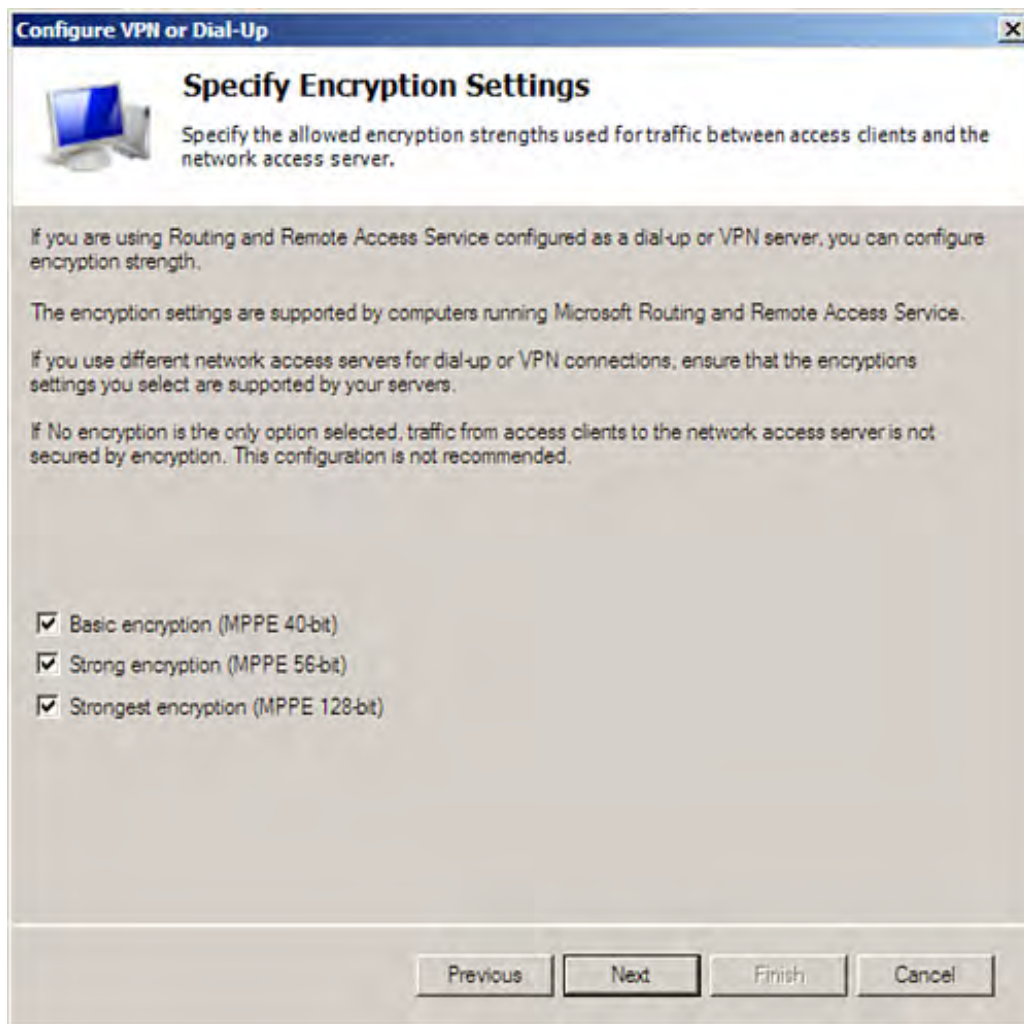 Configure VPN or Dial-Up
Specify Encryption Settings
Specify the allowed encryption strengths used for traffic between access clients and the
network access server.
If you are using Routing and Remote Access Service configured as a dial-up or VPN server, you can configure
encryption strength.
The encryption settings are supported by computers running Microsoft Routing and Remote Access Service.
If you use different network access servers for dial-up or VPN connections, ensure that the encryptions
settings you select are supported by your servers.
If No encryption is the only option selected, traffic from access clients to the network access server is not
secured by encryption. This configuration is not recommended.
Basic encryption (MPPE 40-bit)
Strong encryption (MPPE 56-bit)
Strongest encryption (MPPE 128-bit)
Previous Next Finish Cancel